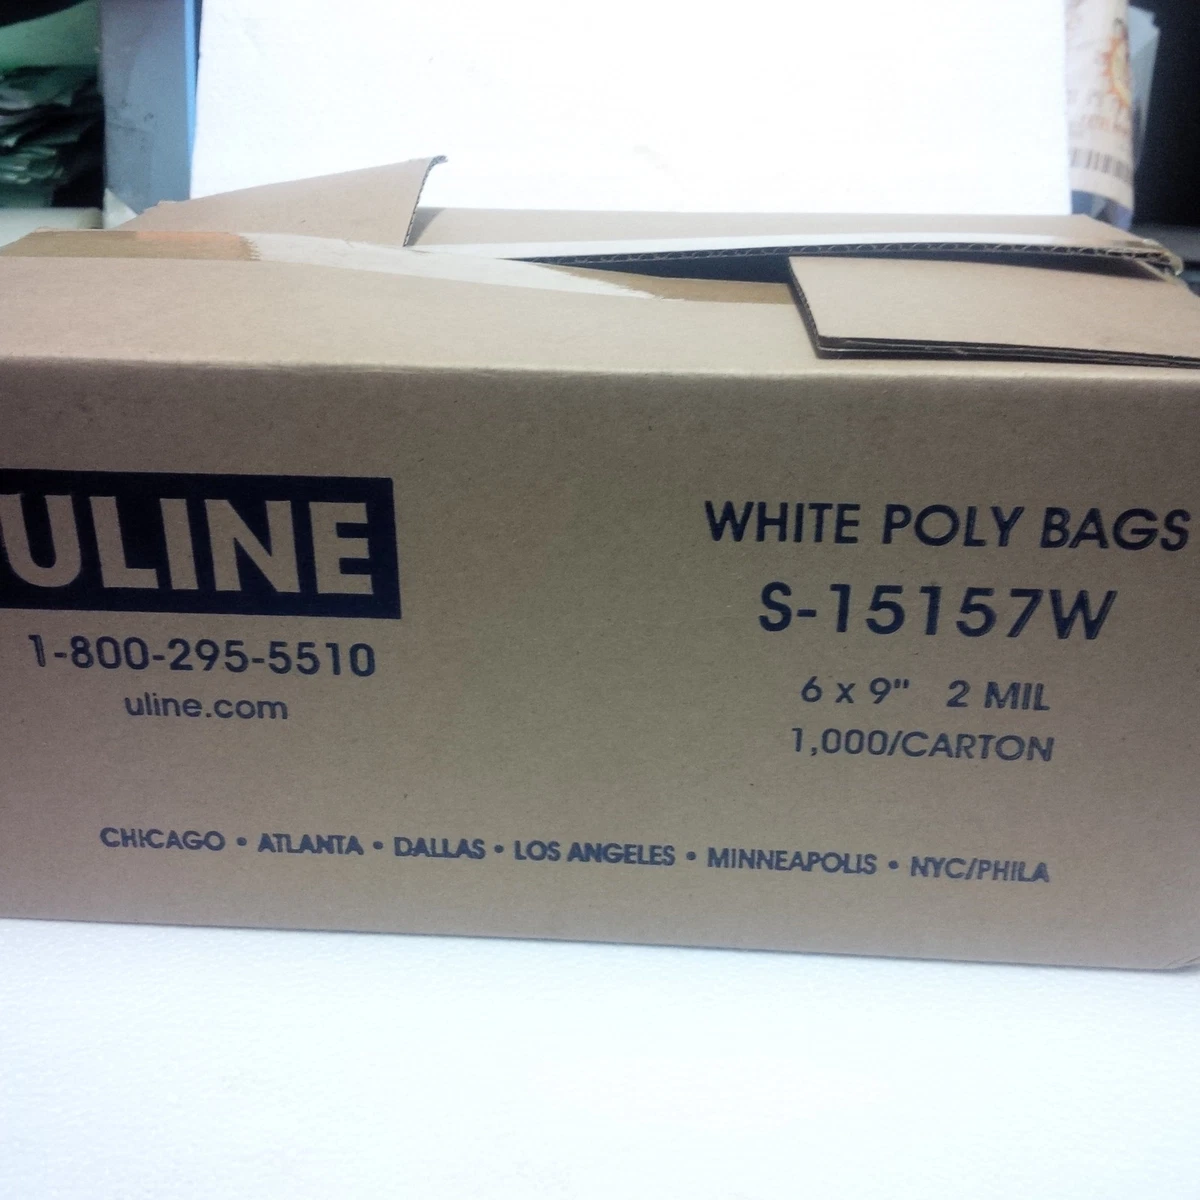 ULINE
1-800-295-5510
uline.com
WHITE POLY BAGS
S-15157W
6 x 9" 2 MIL
1,000/CARTON
CHICAGO • ATLANTA • DALLAS • LOS ANGELES • MINNEAPOLIS • NYC/PHILA